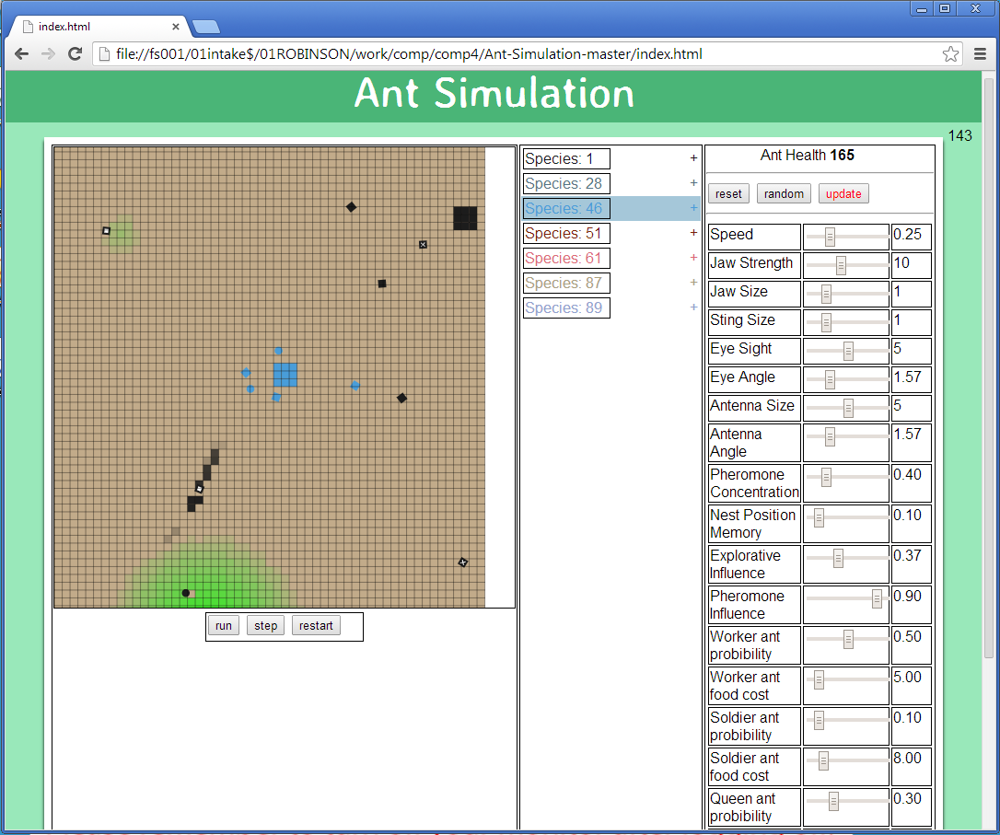 index.html
file://fs001/01intake$/01ROBINSON/work/comp/comp4/Ant-Simulation-master/index.html
Ant Simulation
143
Species: 1 +
Species: 28 +
Species: 46 +
Species: 51 +
Species: 61 +
Species: 87 +
Species: 89 +
run step restart
Ant Health 165
reset random update
Speed 0.25
Jaw Strength 10
Jaw Size 1
Sting Size 1
Eye Sight 5
Eye Angle 1.57
Antenna Size 5
Antenna 1.57
Angle
Pheromone 0.40
Concentration
Nest Position 0.10
Memory
Explorative 0.37
Influence
Pheromone 0.90
Influence
Worker ant 0.50
probibility
Worker ant 5.00
food cost
Soldier ant 0.10
probibility
Soldier ant 8.00
food cost
Queen ant 0.30
probibility